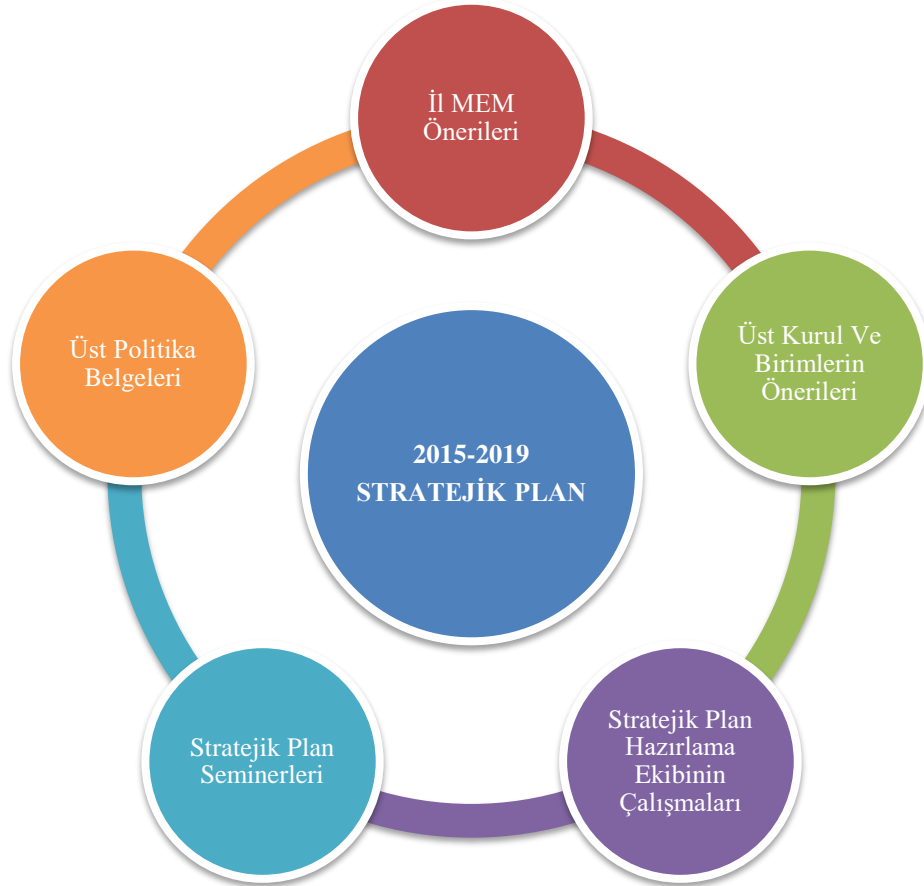 İl MEM
Önerileri
Üst Politika
Belgeleri
Üst Kurul Ve
Birimlerin
Önerileri
2015-2019
STRATEJİK PLAN
Stratejik Plan
Seminerleri
Stratejik Plan
Hazırlama
Ekibinin
Çalışmaları